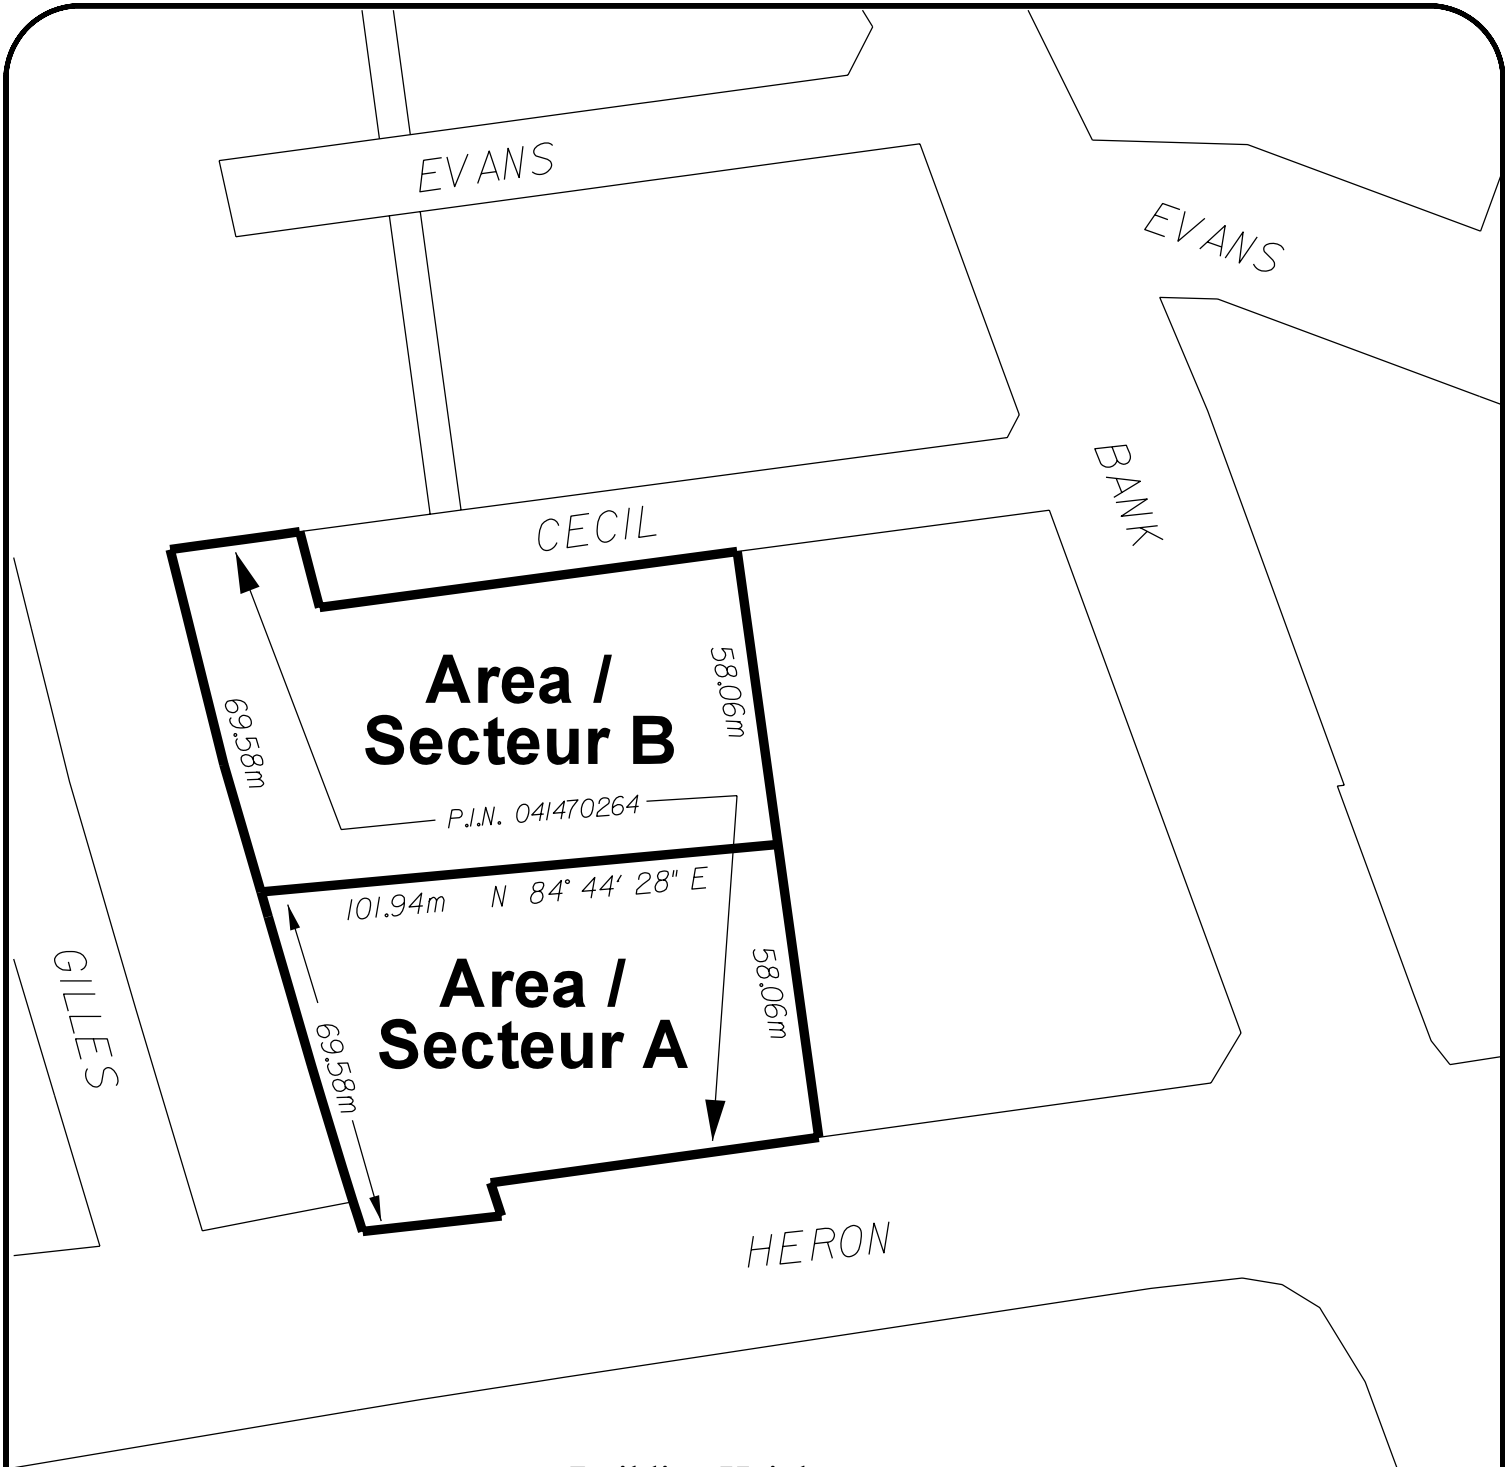 EVANS
EVANS
BANK
CECIL
Area /
Secteur B
58.06m
69.58m
P.I.N. 041470264
101.94m N 84° 44' 28" E
Area /
Secteur A
58.06m
69.58m
GILLES
HERON